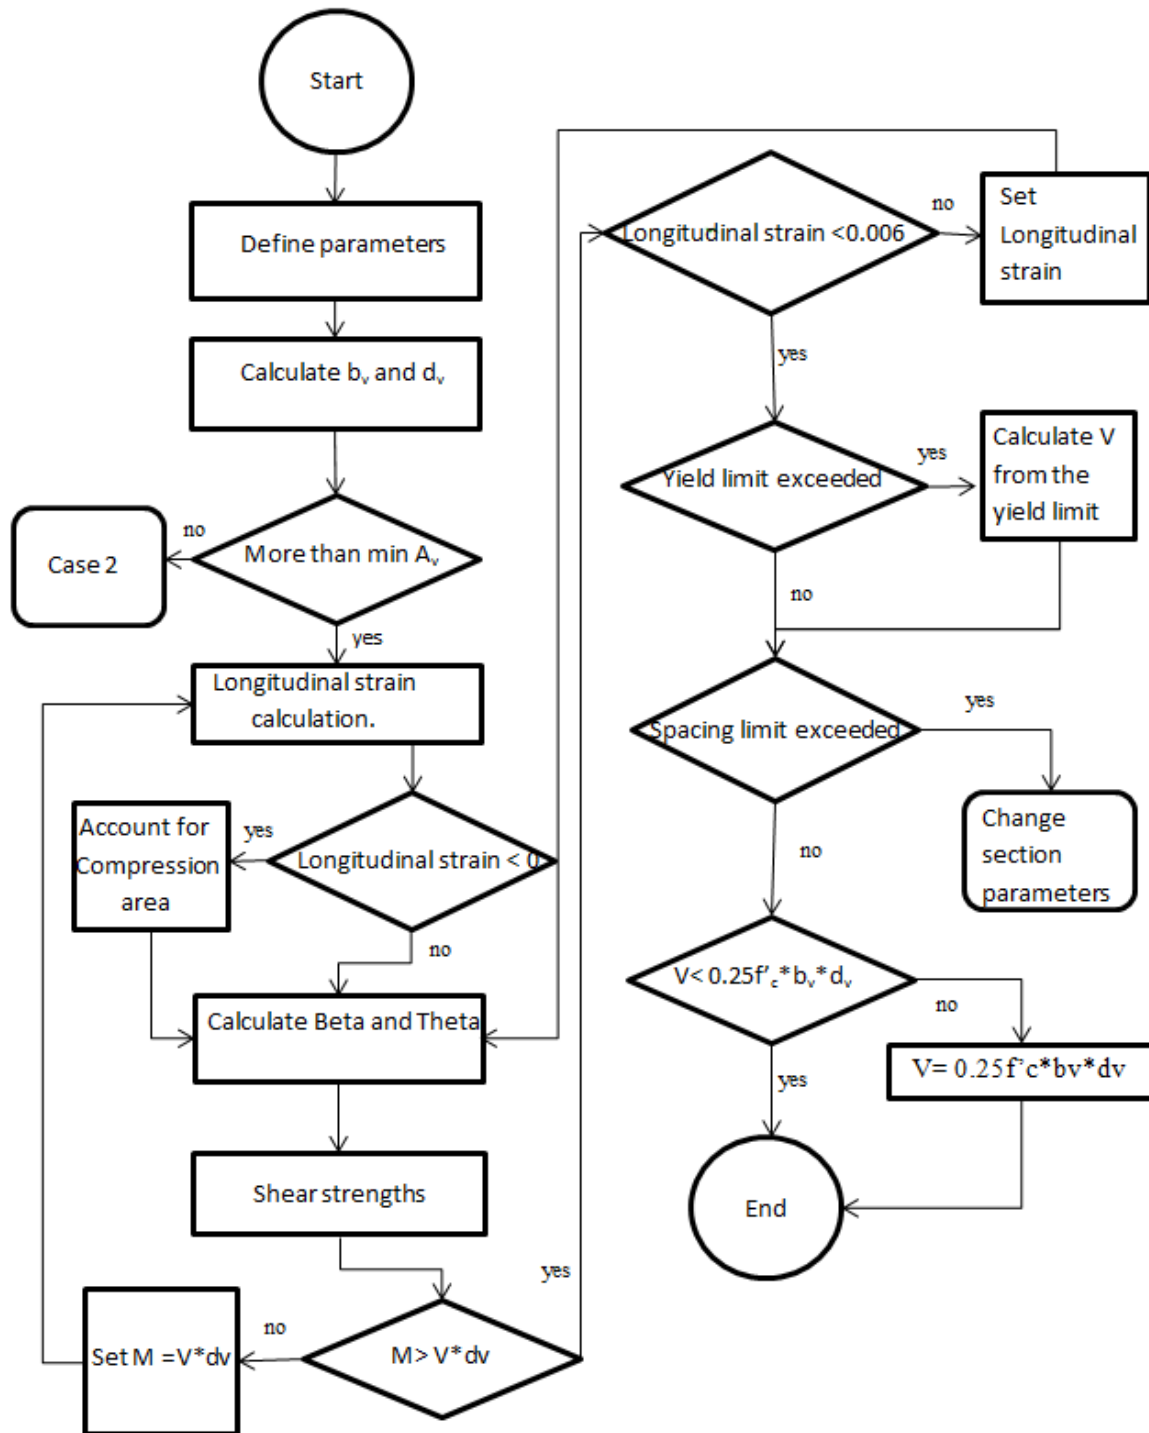 Start
Define parameters
Calculate bᵥ and dᵥ
More than min Aᵥ
no
Case 2
yes
Longitudinal strain
calculation.
Longitudinal strain < 0
yes
Account for
Compression
area
no
Calculate Beta and Theta
Shear strengths
M> V*dv
no
Set M =V*dv
yes
Longitudinal strain <0.006
no
Set
Longitudinal
strain
yes
Yield limit exceeded
yes
Calculate V
from the
yield limit
no
Spacing limit exceeded
yes
Change
section
parameters
no
V< 0.25f'c*bᵥ*dᵥ
no
V= 0.25f'c*bv*dv
yes
End